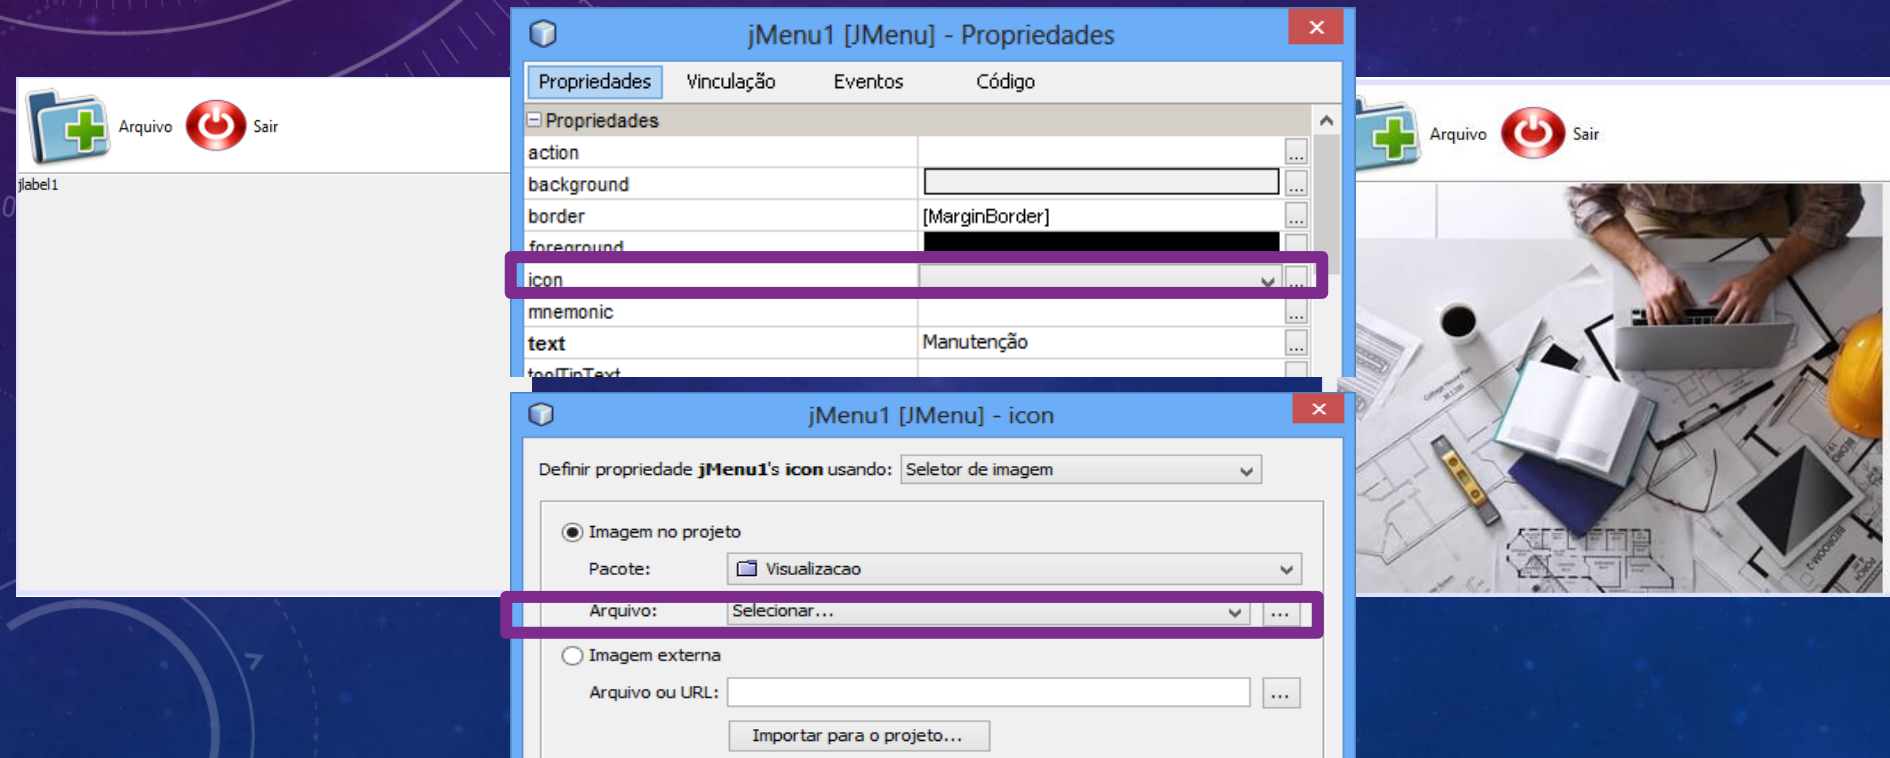 Arquivo
Sair
jlabel1
jMenu1 [JMenu] - Propriedades
Propriedades Vinculação Eventos Código
Propriedades
action ...
background ...
border [MarginBorder] ...
foreground
icon ...
mnemonic ...
text Manutenção ...
toolTipText
jMenu1 [JMenu] - icon
Definir propriedade jMenu1's icon usando: Seletor de imagem
Imagem no projeto
Pacote: Visualizacao
Arquivo: Selecionar... ...
Imagem externa
Arquivo ou URL: ...
Importar para o projeto...
Arquivo
Sair